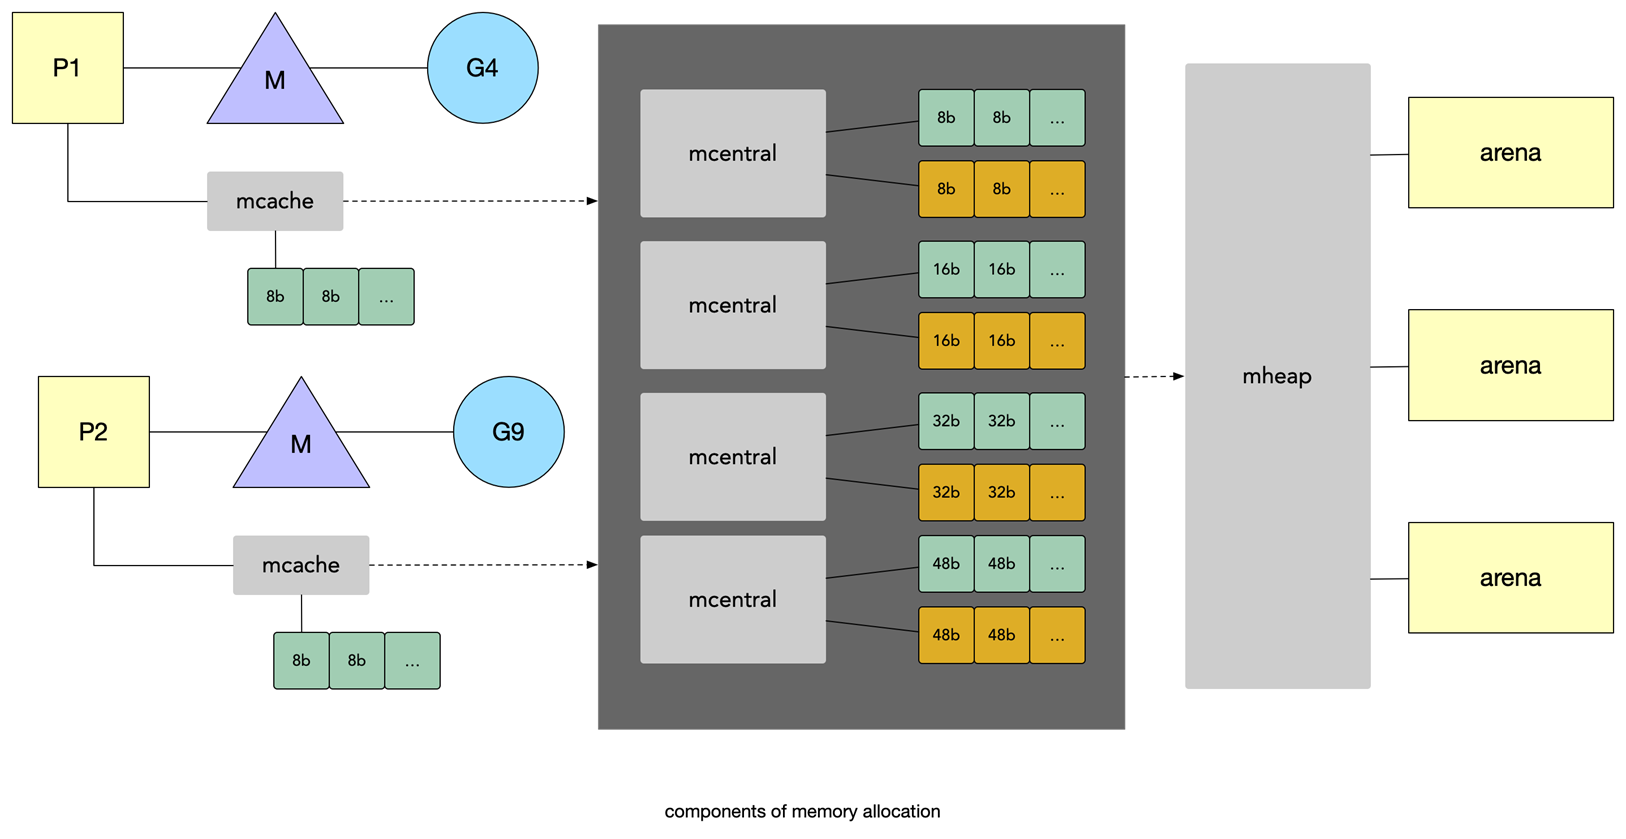 P1
M
G4
mcache
8b 8b ...
P2
M
G9
mcache
8b 8b ...
mcentral
8b 8b ...
8b 8b ...
mcentral
16b 16b ...
16b 16b ...
mcentral
32b 32b ...
32b 32b ...
mcentral
48b 48b ...
48b 48b ...
mheap
arena
arena
arena
components of memory allocation